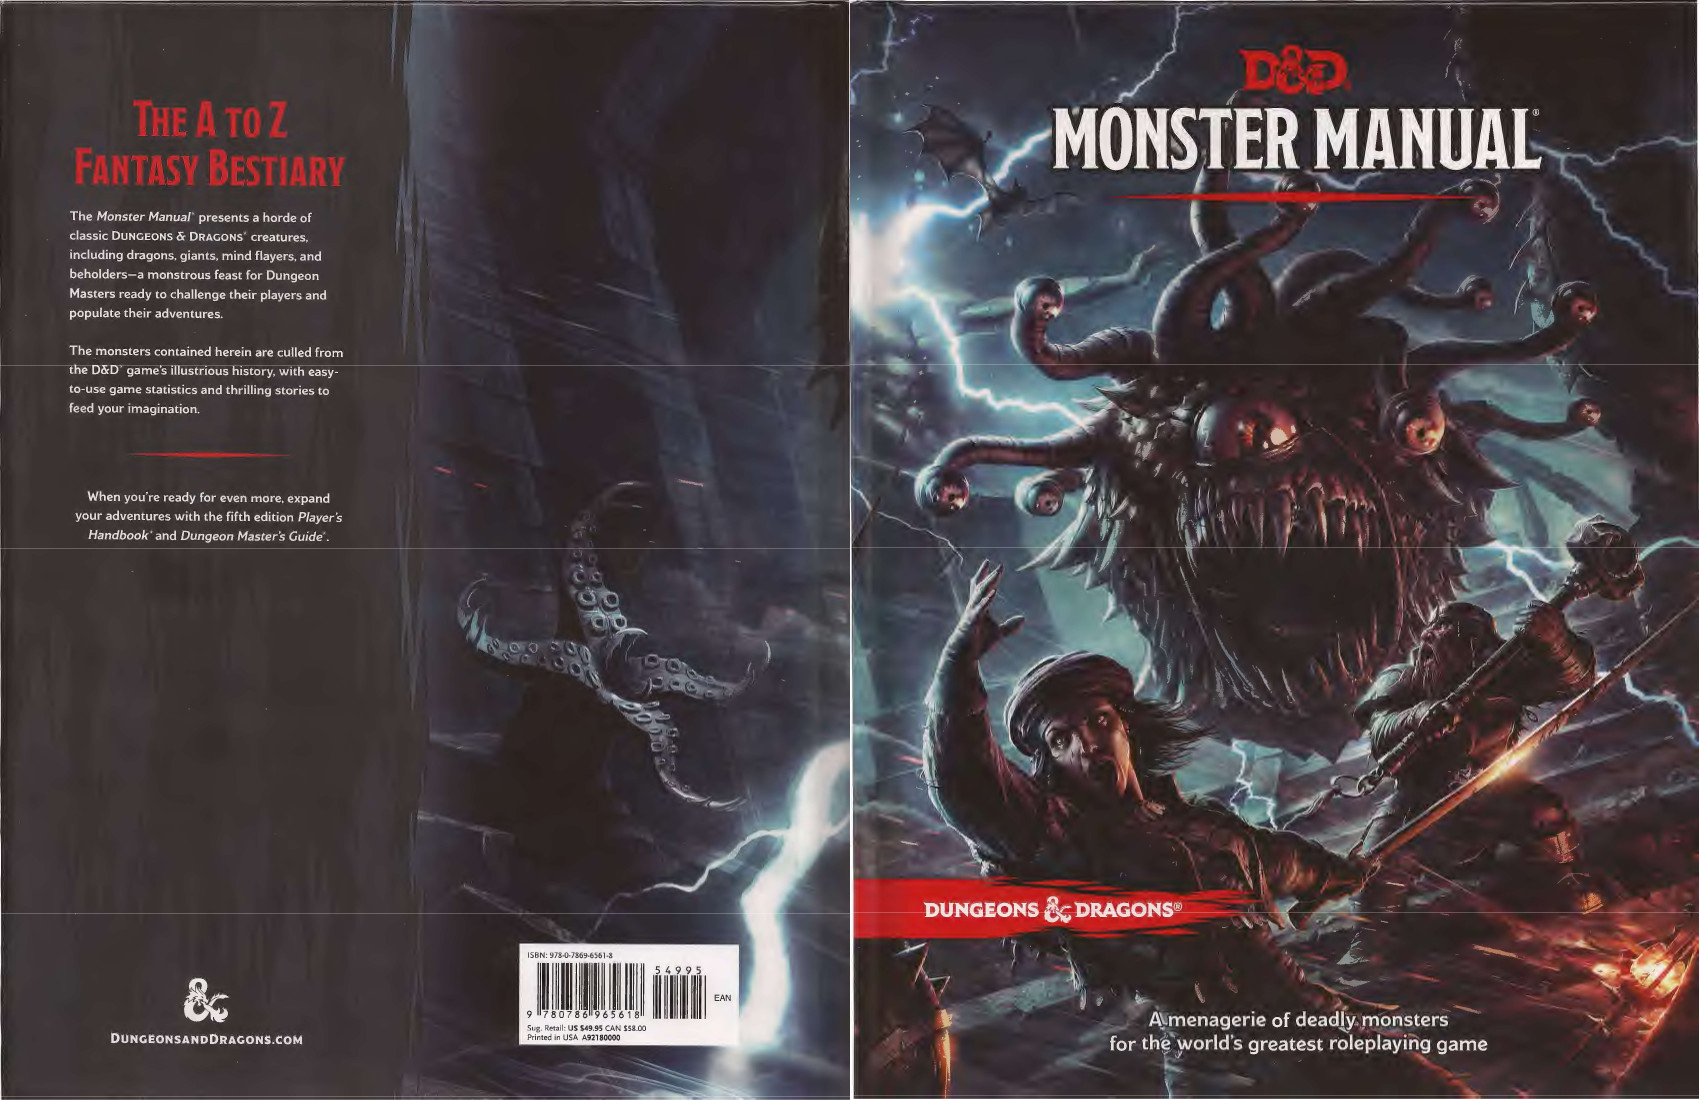 THE A TO Z
FANTASY BESTIARY
The Monster Manual® presents a horde of
classic DUNGEONS & DRAGONS® creatures,
including dragons, giants, mind flayers, and
beholders—a monstrous feast for Dungeon
Masters ready to challenge their players and
populate their adventures.
The monsters contained herein are culled from
the D&D® game's illustrious history, with easy-
to-use game statistics and thrilling stories to
feed your imagination.
When you're ready for even more, expand
your adventures with the fifth edition Player's
Handbook® and Dungeon Master's Guide®.
DUNGEONSANDDRAGONS.COM
ISBN: 978-0-7869-6561-8
54995
EAN
9 780786 965618
Sug. Retail: US $49.95 CAN $58.00
Printed in USA A92180000
D&D
MONSTER MANUAL®
DUNGEONS & DRAGONS®
A menagerie of deadly monsters
for the world's greatest roleplaying game